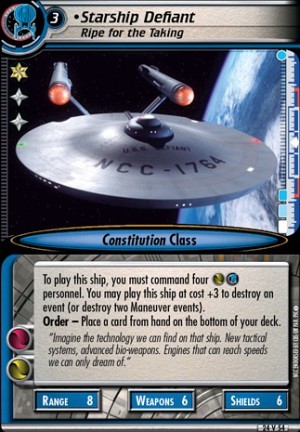 3
•Starship Defiant
Ripe for the Taking
U.S.S. DEFIANT
NCC-1764
Constitution Class
To play this ship, you must command four
personnel. You may play this ship at cost +3 to destroy an
event (or destroy two Maneuver events).
Order – Place a card from hand on the bottom of your deck.
"Imagine the technology we can find on that ship. New tactical
systems, advanced bio-weapons. Engines that can reach speeds
we can only dream of."
Range 8
Weapons 6
Shields 6
24 V 14